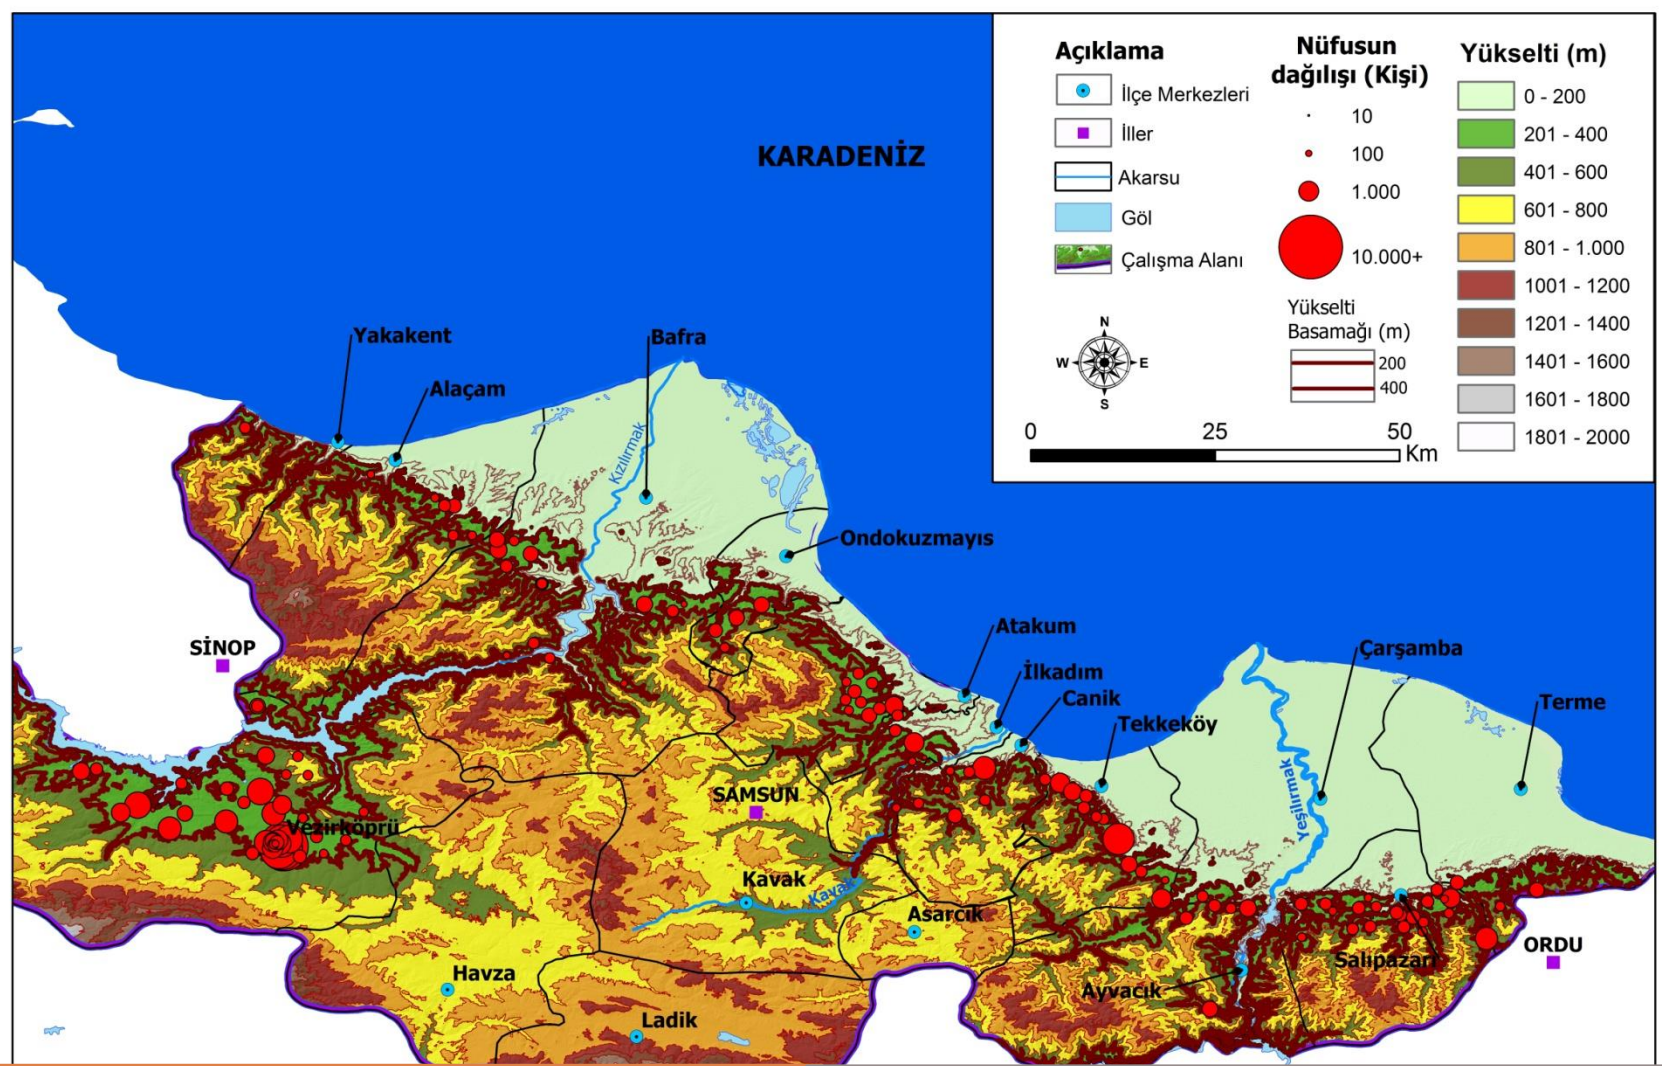 Açıklama
İlçe Merkezleri
İller
Akarsu
Göl
Çalışma Alanı
Nüfusun
dağılışı (Kişi)
10
100
1.000
10.000+
Yükselti
Basamağı (m)
200
400
Yükselti (m)
0 - 200
201 - 400
401 - 600
601 - 800
801 - 1.000
1001 - 1200
1201 - 1400
1401 - 1600
1601 - 1800
1801 - 2000
N
W
E
S
0
25
50
Km
KARADENİZ
Yakakent
Bafra
Alaçam
Kızılırmak
Ondokuzmayıs
Atakum
SİNOP
İlkadım
Çarşamba
Canik
Terme
Tekkeköy
Yeşilırmak
SAMSUN
Vezirköprü
Kavak
Kavak
Asarcık
ORDU
Salıpazarı
Havza
Ayvacık
Ladik